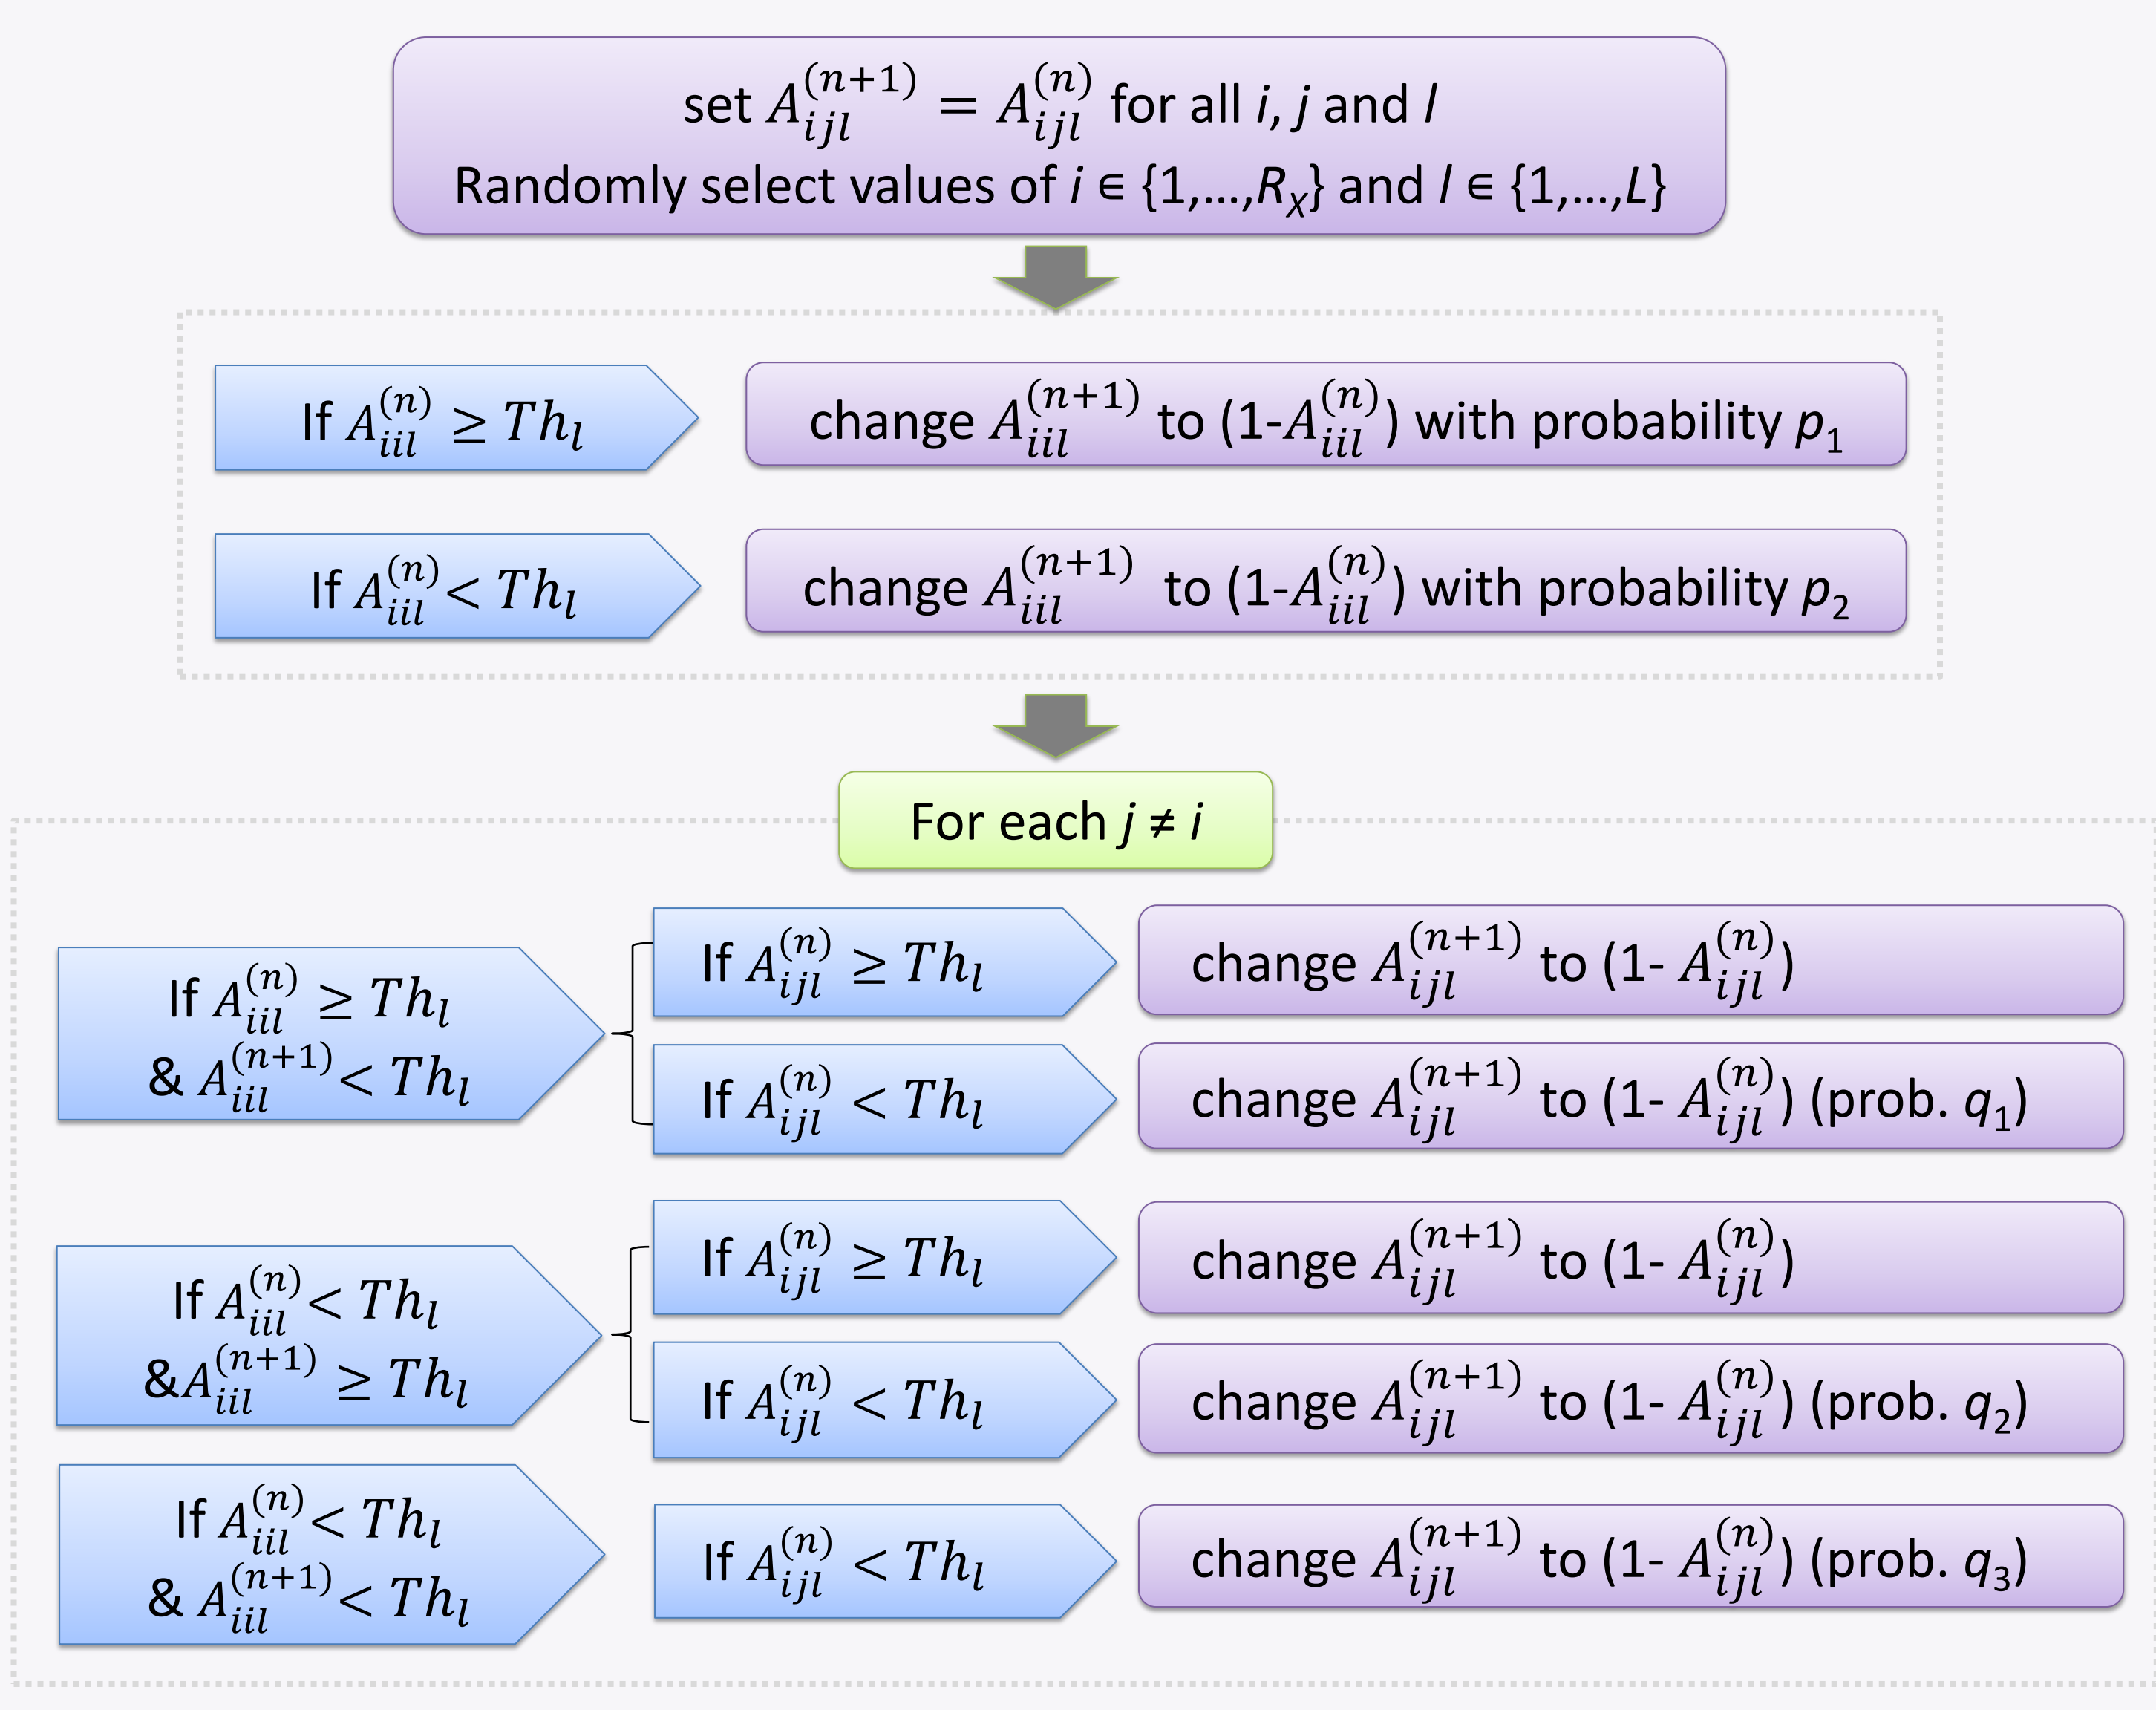 set A_{ijl}^{(n+1)} = A_{ijl}^{(n)} for all i, j and l
Randomly select values of i ∈ {1,...,R_X} and l ∈ {1,...,L}
If A_{iil}^{(n)} ≥ Th_l
change A_{iil}^{(n+1)} to (1-A_{iil}^{(n)}) with probability p_1
If A_{iil}^{(n)} < Th_l
change A_{iil}^{(n+1)} to (1-A_{iil}^{(n)}) with probability p_2
For each j ≠ i
If A_{iil}^{(n)} ≥ Th_l
& A_{iil}^{(n+1)} < Th_l
If A_{ijl}^{(n)} ≥ Th_l
change A_{ijl}^{(n+1)} to (1- A_{ijl}^{(n)})
If A_{ijl}^{(n)} < Th_l
change A_{ijl}^{(n+1)} to (1- A_{ijl}^{(n)}) (prob. q_1)
If A_{iil}^{(n)} < Th_l
&A_{iil}^{(n+1)} ≥ Th_l
If A_{ijl}^{(n)} ≥ Th_l
change A_{ijl}^{(n+1)} to (1- A_{ijl}^{(n)})
If A_{ijl}^{(n)} < Th_l
change A_{ijl}^{(n+1)} to (1- A_{ijl}^{(n)}) (prob. q_2)
If A_{iil}^{(n)} < Th_l
& A_{iil}^{(n+1)} < Th_l
If A_{ijl}^{(n)} < Th_l
change A_{ijl}^{(n+1)} to (1- A_{ijl}^{(n)}) (prob. q_3)